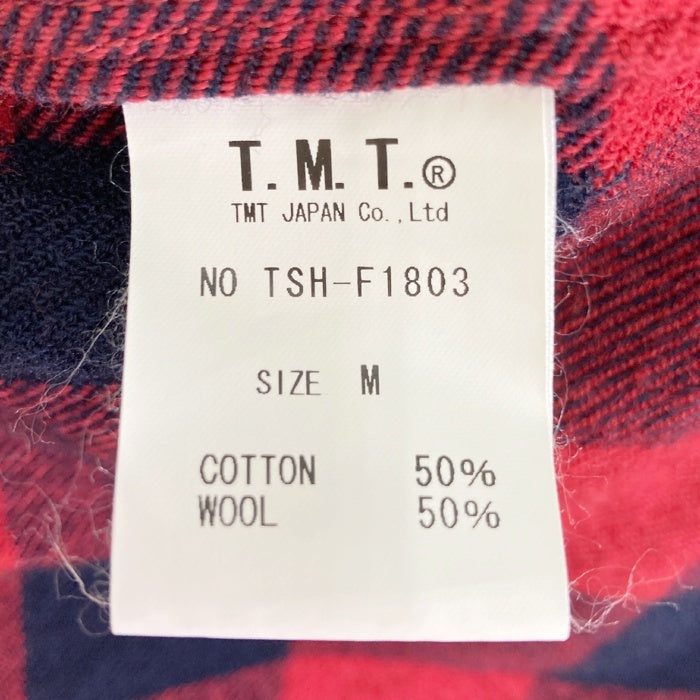 T.M.T.®
TMT JAPAN Co.,Ltd
NO TSH-F1803
SIZE M
COTTON 50%
WOOL 50%